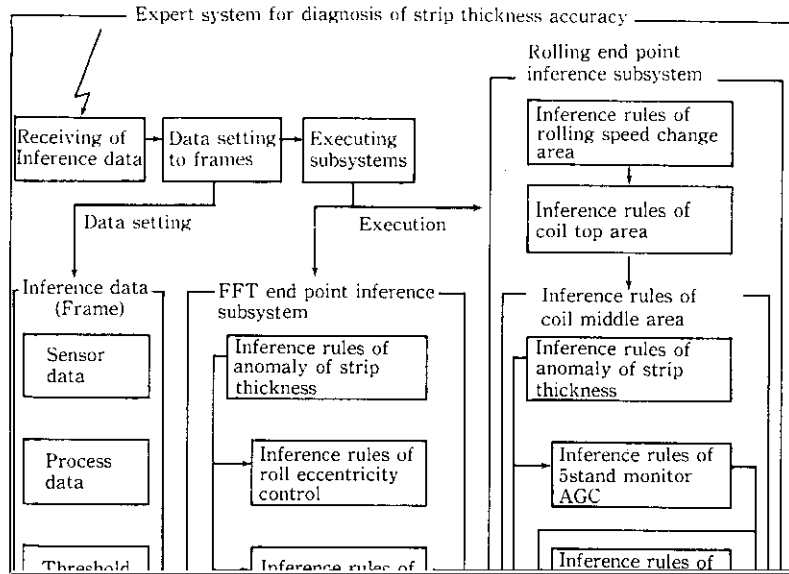 Expert system for diagnosis of strip thickness accuracy
Rolling end point
inference subsystem
Receiving of
Inference data
Data setting
to frames
Executing
subsystems
Inference rules of
rolling speed change
area
Data setting
Execution
Inference rules of
coil top area
Inference data
(Frame)
Sensor
data
Process
data
Threshold
FFT end point inference
subsystem
Inference rules of
anomaly of strip
thickness
Inference rules of
roll eccentricity
control
Inference rules of
Inference rules of
coil middle area
Inference rules of
anomaly of strip
thickness
Inference rules of
5stand monitor
AGC
Inference rules of